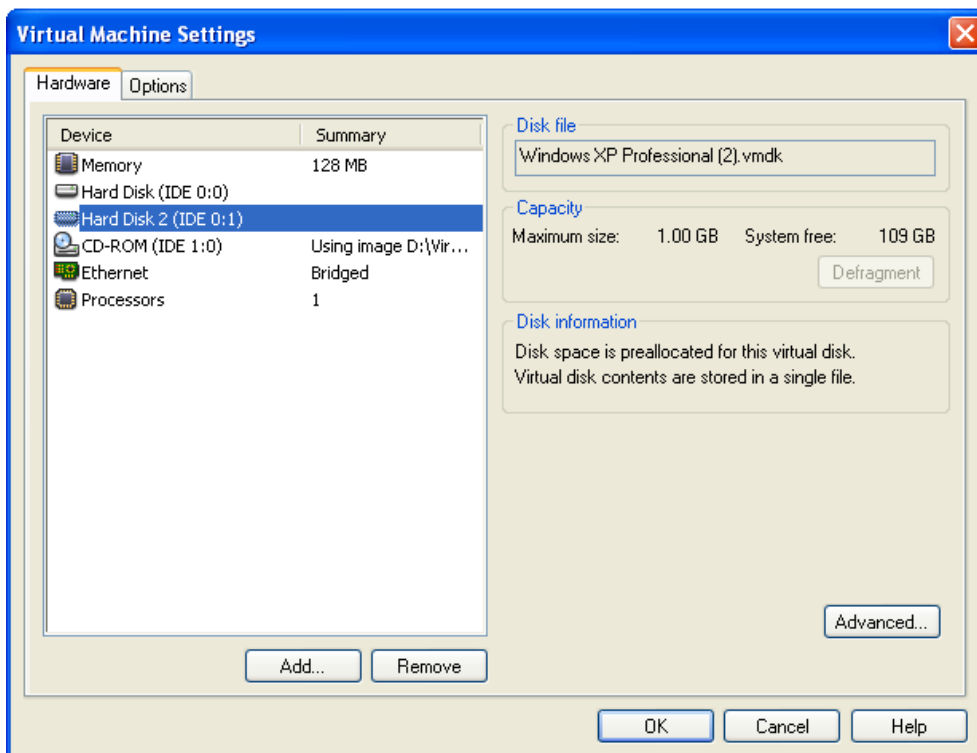 Virtual Machine Settings
Hardware Options
Device Summary
Memory 128 MB
Hard Disk (IDE 0:0)
Hard Disk 2 (IDE 0:1)
CD-ROM (IDE 1:0) Using image D:\Vir...
Ethernet Bridged
Processors 1
Add... Remove
Disk file
Windows XP Professional (2).vmdk
Capacity
Maximum size: 1.00 GB System free: 109 GB
Defragment
Disk information
Disk space is preallocated for this virtual disk.
Virtual disk contents are stored in a single file.
Advanced...
OK Cancel Help